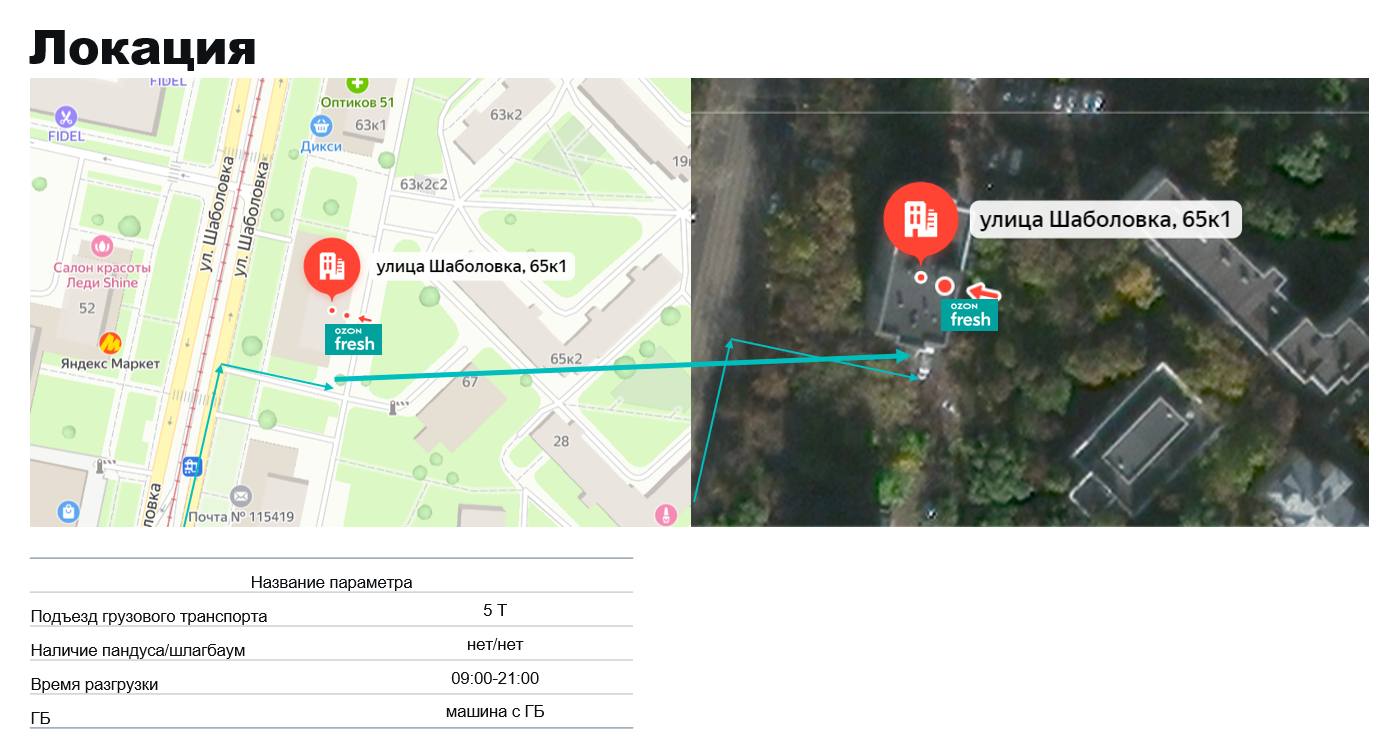 Локация
FIDEL
Оптиков 51
63к2
FIDEL
63к1
Дикси
ул. Шаболовка
ул. Шаболовка
63к2с2
улица Шаболовка, 65к1
улица Шаболовка, 65к1
Салон красоты
Леди Shine
52
OZON
fresh
OZON
fresh
Яндекс Маркет
65к2
67
28
ловка
Почта № 115419
Название параметра
Подъезд грузового транспорта 5 Т
Наличие пандуса/шлагбаум нет/нет
Время разгрузки 09:00-21:00
ГБ машина с ГБ